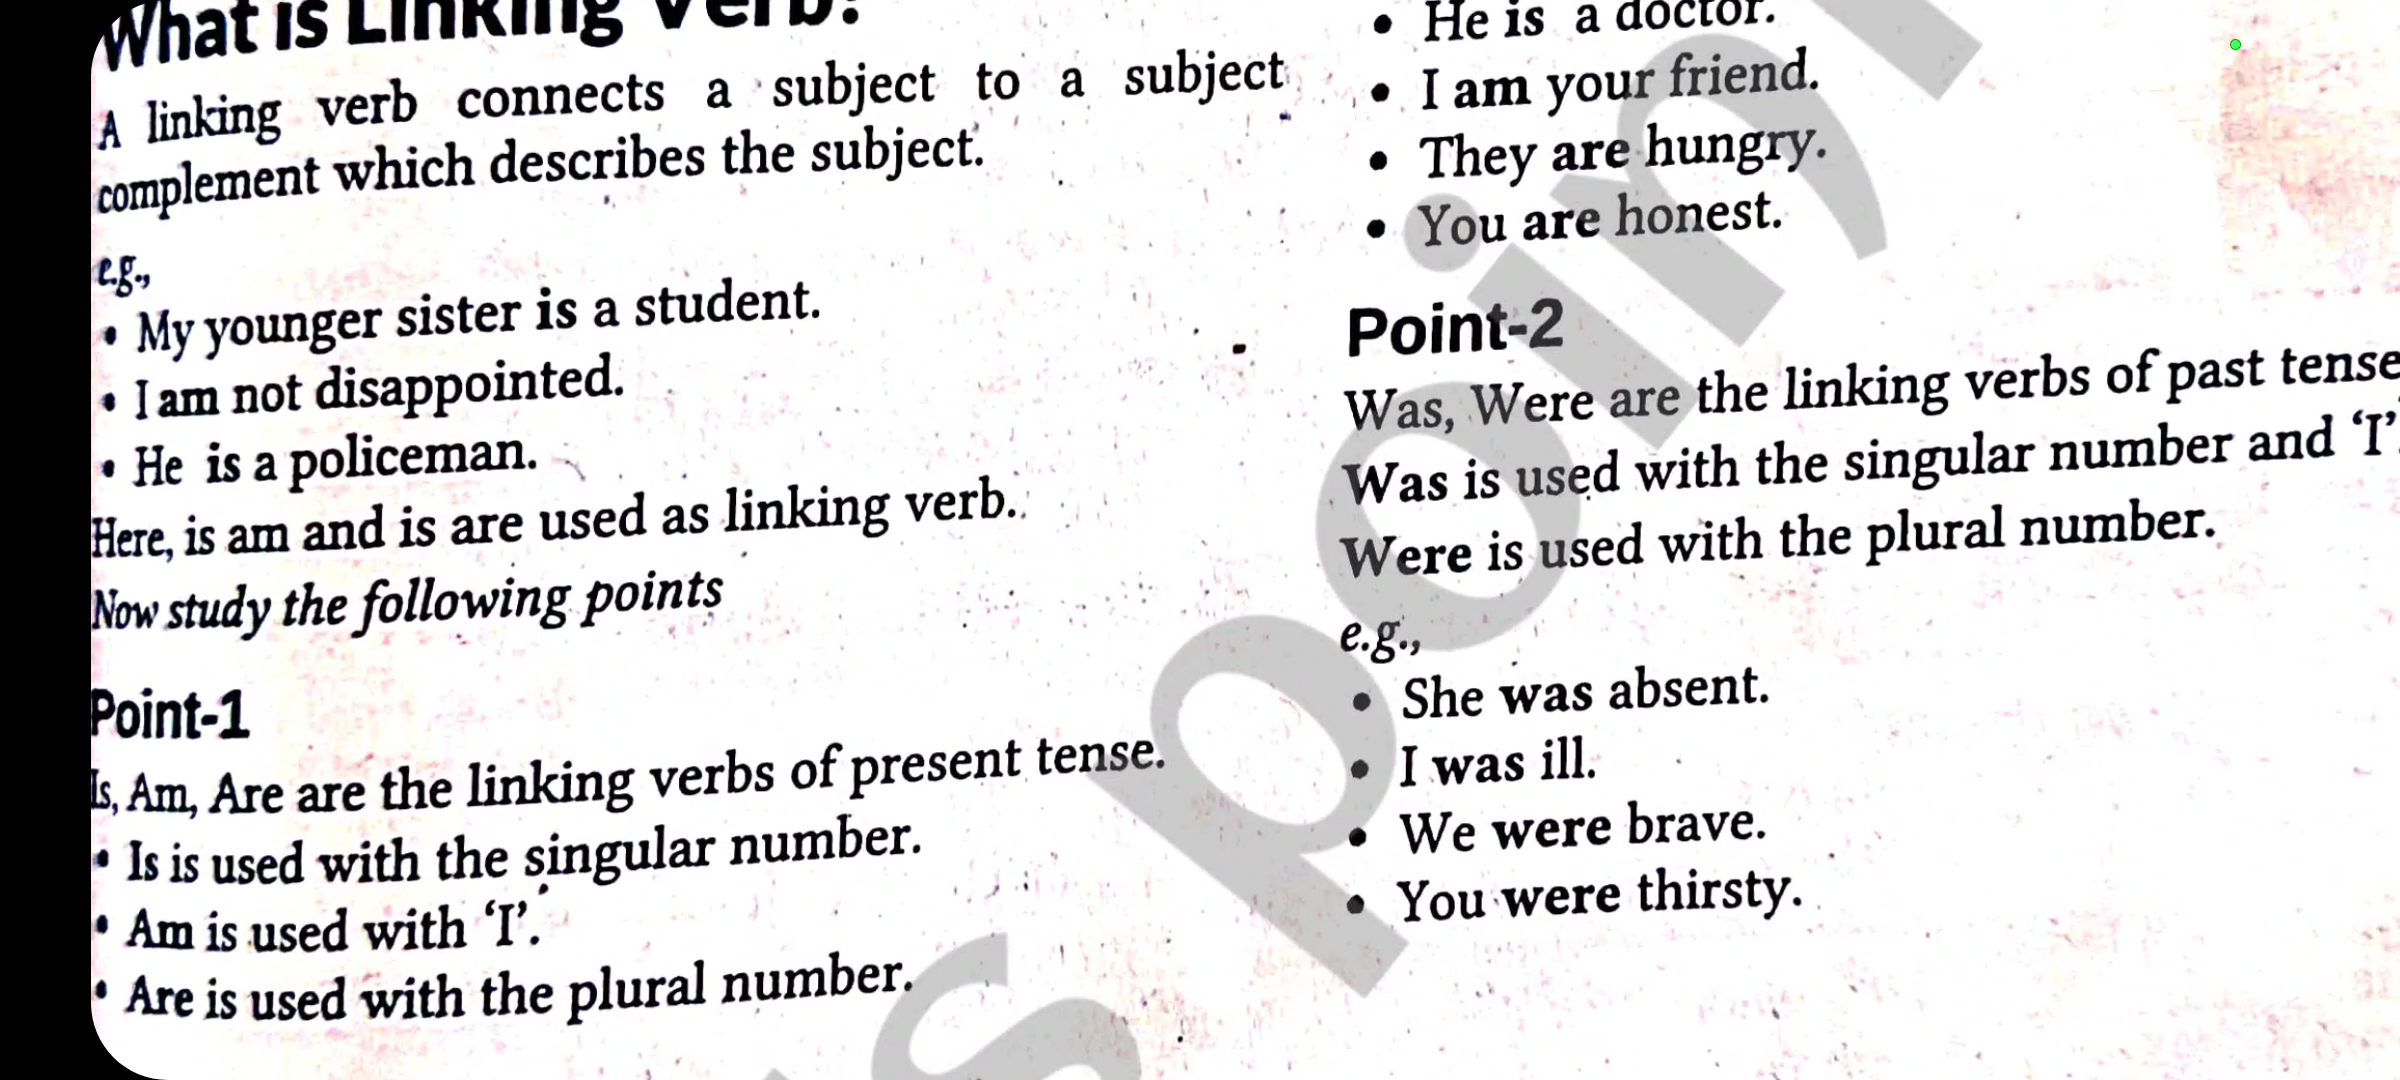 What is Linking Verb?
A linking verb connects a subject to a subject
complement which describes the subject.
e.g.,
• My younger sister is a student.
• I am not disappointed.
• He is a policeman.
Here, is am and is are used as linking verb.
Now study the following points
Point-1
Is, Am, Are are the linking verbs of present tense.
• Is is used with the singular number.
• Am is used with ‘I’.
• Are is used with the plural number.
• He is a doctor.
• I am your friend.
• They are hungry.
• You are honest.
Point-2
Was, Were are the linking verbs of past tense
Was is used with the singular number and ‘I’.
Were is used with the plural number.
e.g.,
• She was absent.
• I was ill.
• We were brave.
• You were thirsty.